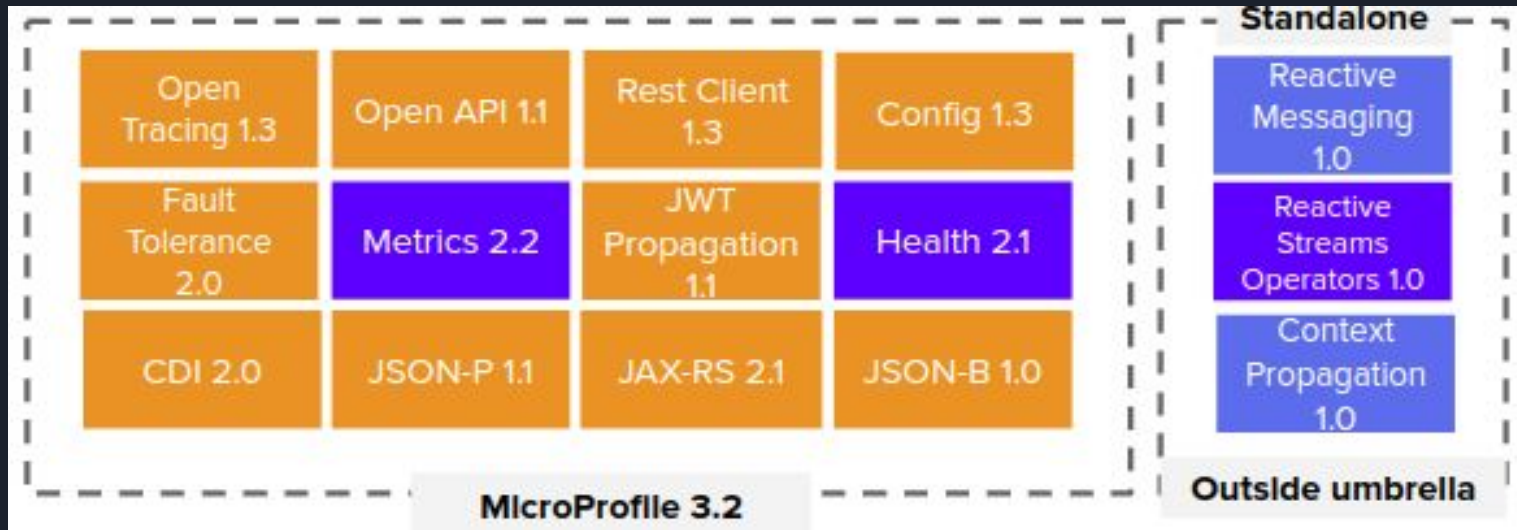 Standalone
Open
Tracing 1.3
Open API 1.1
Rest Client
1.3
Config 1.3
Reactive
Messaging
1.0
Fault
Tolerance
2.0
Metrics 2.2
JWT
Propagation
1.1
Health 2.1
Reactive
Streams
Operators 1.0
CDI 2.0
JSON-P 1.1
JAX-RS 2.1
JSON-B 1.0
Context
Propagation
1.0
MicroProfile 3.2
Outside umbrella